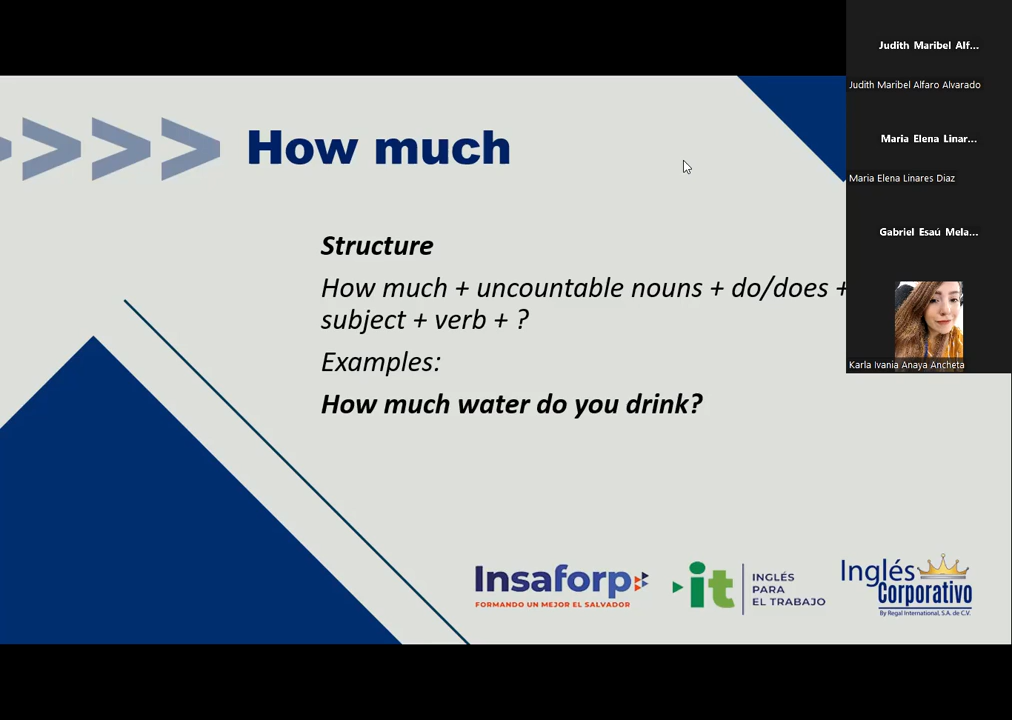 How much
Structure
How much + uncountable nouns + do/does +
subject + verb + ?
Examples:
How much water do you drink?
Insaforp
FORMANDO UN MEJOR EL SALVADOR
it
INGLÉS
PARA
EL TRABAJO
Inglés
Corporativo
By Regal International, S.A. de C.V.
Judith Maribel Alf...
Judith Maribel Alfaro Alvarado
Maria Elena Linar...
Maria Elena Linares Diaz
Gabriel Esaú Mela...
Karla Ivania Anaya Ancheta